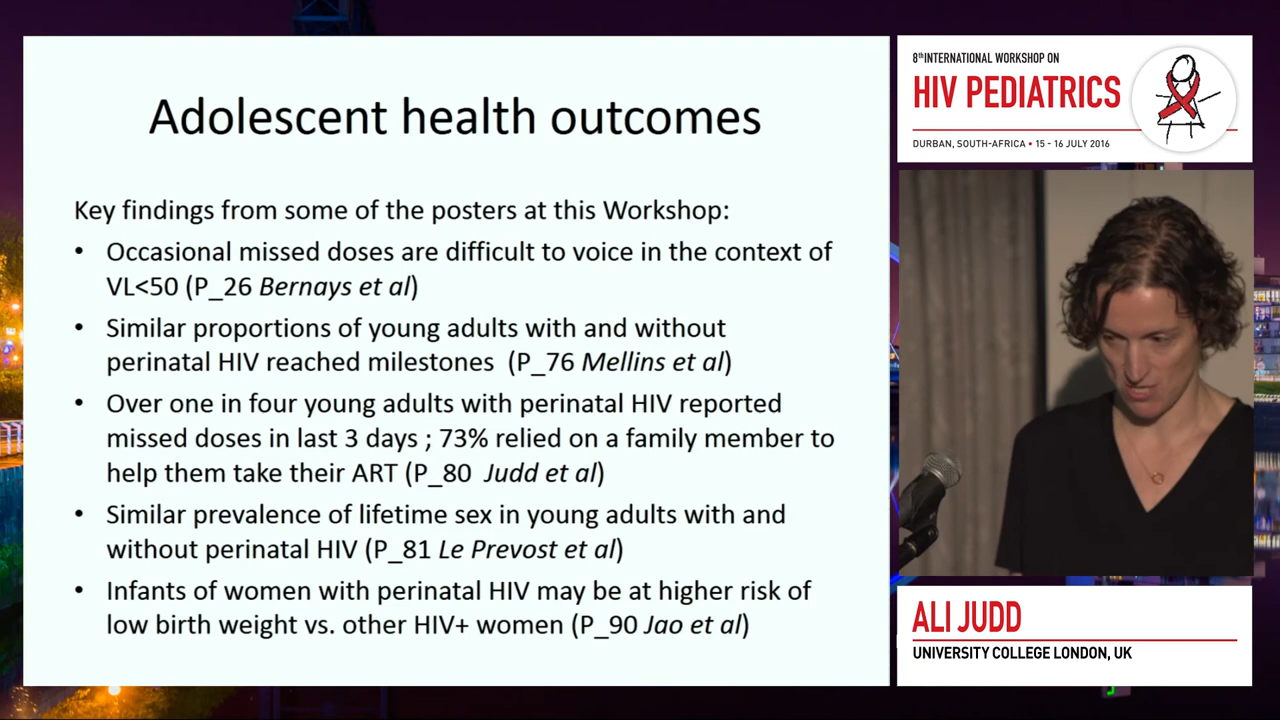 Adolescent health outcomes
Key findings from some of the posters at this Workshop:
• Occasional missed doses are difficult to voice in the context of
VL<50 (P_26 Bernays et al)
• Similar proportions of young adults with and without
perinatal HIV reached milestones (P_76 Mellins et al)
• Over one in four young adults with perinatal HIV reported
missed doses in last 3 days ; 73% relied on a family member to
help them take their ART (P_80 Judd et al)
• Similar prevalence of lifetime sex in young adults with and
without perinatal HIV (P_81 Le Prevost et al)
• Infants of women with perinatal HIV may be at higher risk of
low birth weight vs. other HIV+ women (P_90 Jao et al)
8th INTERNATIONAL WORKSHOP ON
HIV PEDIATRICS
DURBAN, SOUTH-AFRICA • 15 - 16 JULY 2016
ALI JUDD
UNIVERSITY COLLEGE LONDON, UK